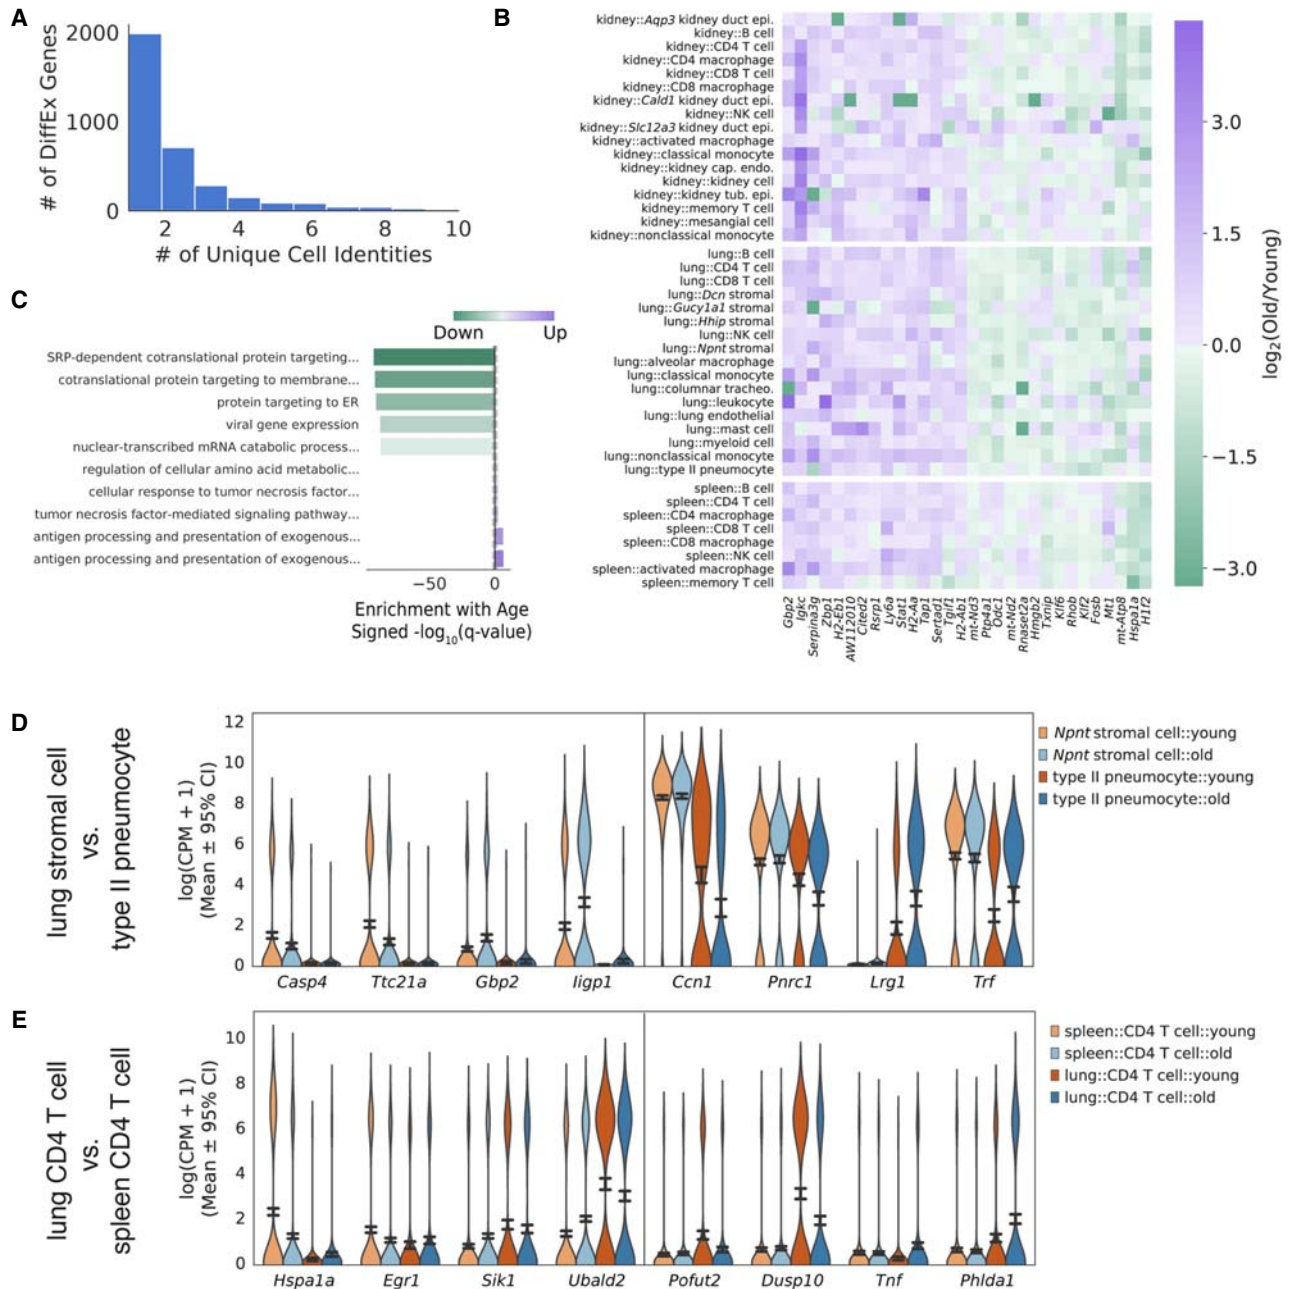 A
# of DiffEx Genes
2000
1000
0
2
4
6
8
10
# of Unique Cell Identities
B
kidney::Aqp3 kidney duct epi.
kidney::B cell
kidney::CD4 T cell
kidney::CD4 macrophage
kidney::CD8 T cell
kidney::CD8 macrophage
kidney::Cald1 kidney duct epi.
kidney::NK cell
kidney::Slc12a3 kidney duct epi.
kidney::activated macrophage
kidney::classical monocyte
kidney::kidney cap. endo.
kidney::kidney cell
kidney::kidney tub. epi.
kidney::memory T cell
kidney::mesangial cell
kidney::nonclassical monocyte
lung::B cell
lung::CD4 T cell
lung::CD8 T cell
lung::Dcn stromal
lung::Gucy1a1 stromal
lung::Hhip stromal
lung::NK cell
lung::Npnt stromal
lung::alveolar macrophage
lung::classical monocyte
lung::columnar tracheo.
lung::leukocyte
lung::lung endothelial
lung::mast cell
lung::myeloid cell
lung::nonclassical monocyte
lung::type II pneumocyte
spleen::B cell
spleen::CD4 T cell
spleen::CD4 macrophage
spleen::CD8 T cell
spleen::CD8 macrophage
spleen::NK cell
spleen::activated macrophage
spleen::memory T cell
Gbp2
Igkc
Serpina3g
Zbp1
H2-Eb1
AW112010
Cited2
Rsrp1
Ly6a
Stat1
H2-Aa
Tap1
Sertad1
Tgif1
H2-Ab1
mt-Nd3
Ptp4a1
Odc1
mt-Nd2
Rnaset2a
Hmgb2
Txnip
Klf6
Rhob
Klf2
Fosb
Mt1
mt-Atp8
Hspa1a
H1f2
3.0
1.5
0.0
−1.5
−3.0
log2(Old/Young)
C
Down
Up
SRP-dependent cotranslational protein targeting...
cotranslational protein targeting to membrane...
protein targeting to ER
viral gene expression
nuclear-transcribed mRNA catabolic process...
regulation of cellular amino acid metabolic...
cellular response to tumor necrosis factor...
tumor necrosis factor-mediated signaling pathway...
antigen processing and presentation of exogenous...
antigen processing and presentation of exogenous...
−50
0
Enrichment with Age
Signed -log10(q-value)
D
lung stromal cell
vs.
type II pneumocyte
log(CPM + 1)
(Mean ± 95% CI)
12
10
8
6
4
2
0
Casp4
Ttc21a
Gbp2
Iigp1
Ccn1
Pnrc1
Lrg1
Trf
Npnt stromal cell::young
Npnt stromal cell::old
type II pneumocyte::young
type II pneumocyte::old
E
lung CD4 T cell
vs.
spleen CD4 T cell
log(CPM + 1)
(Mean ± 95% CI)
10
8
6
4
2
0
Hspa1a
Egr1
Sik1
Ubald2
Pofut2
Dusp10
Tnf
Phlda1
spleen::CD4 T cell::young
spleen::CD4 T cell::old
lung::CD4 T cell::young
lung::CD4 T cell::old